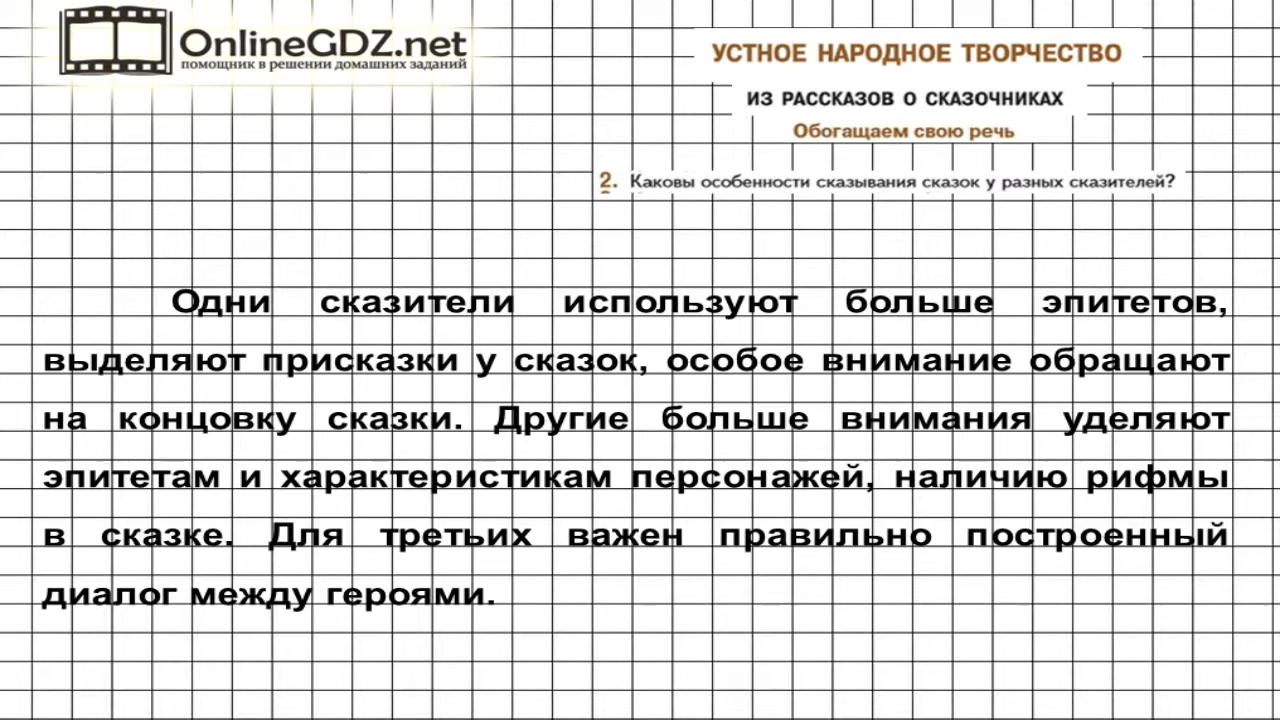 OnlineGDZ.net
помощник в решении домашних заданий
УСТНОЕ НАРОДНОЕ ТВОРЧЕСТВО
ИЗ РАССКАЗОВ О СКАЗОЧНИКАХ
Обогащаем свою речь
2. Каковы особенности сказывания сказок у разных сказителей?
Одни сказители используют больше эпитетов,
выделяют присказки у сказок, особое внимание обращают
на концовку сказки. Другие больше внимания уделяют
эпитетам и характеристикам персонажей, наличию рифмы
в сказке. Для третьих важен правильно построенный
диалог между героями.